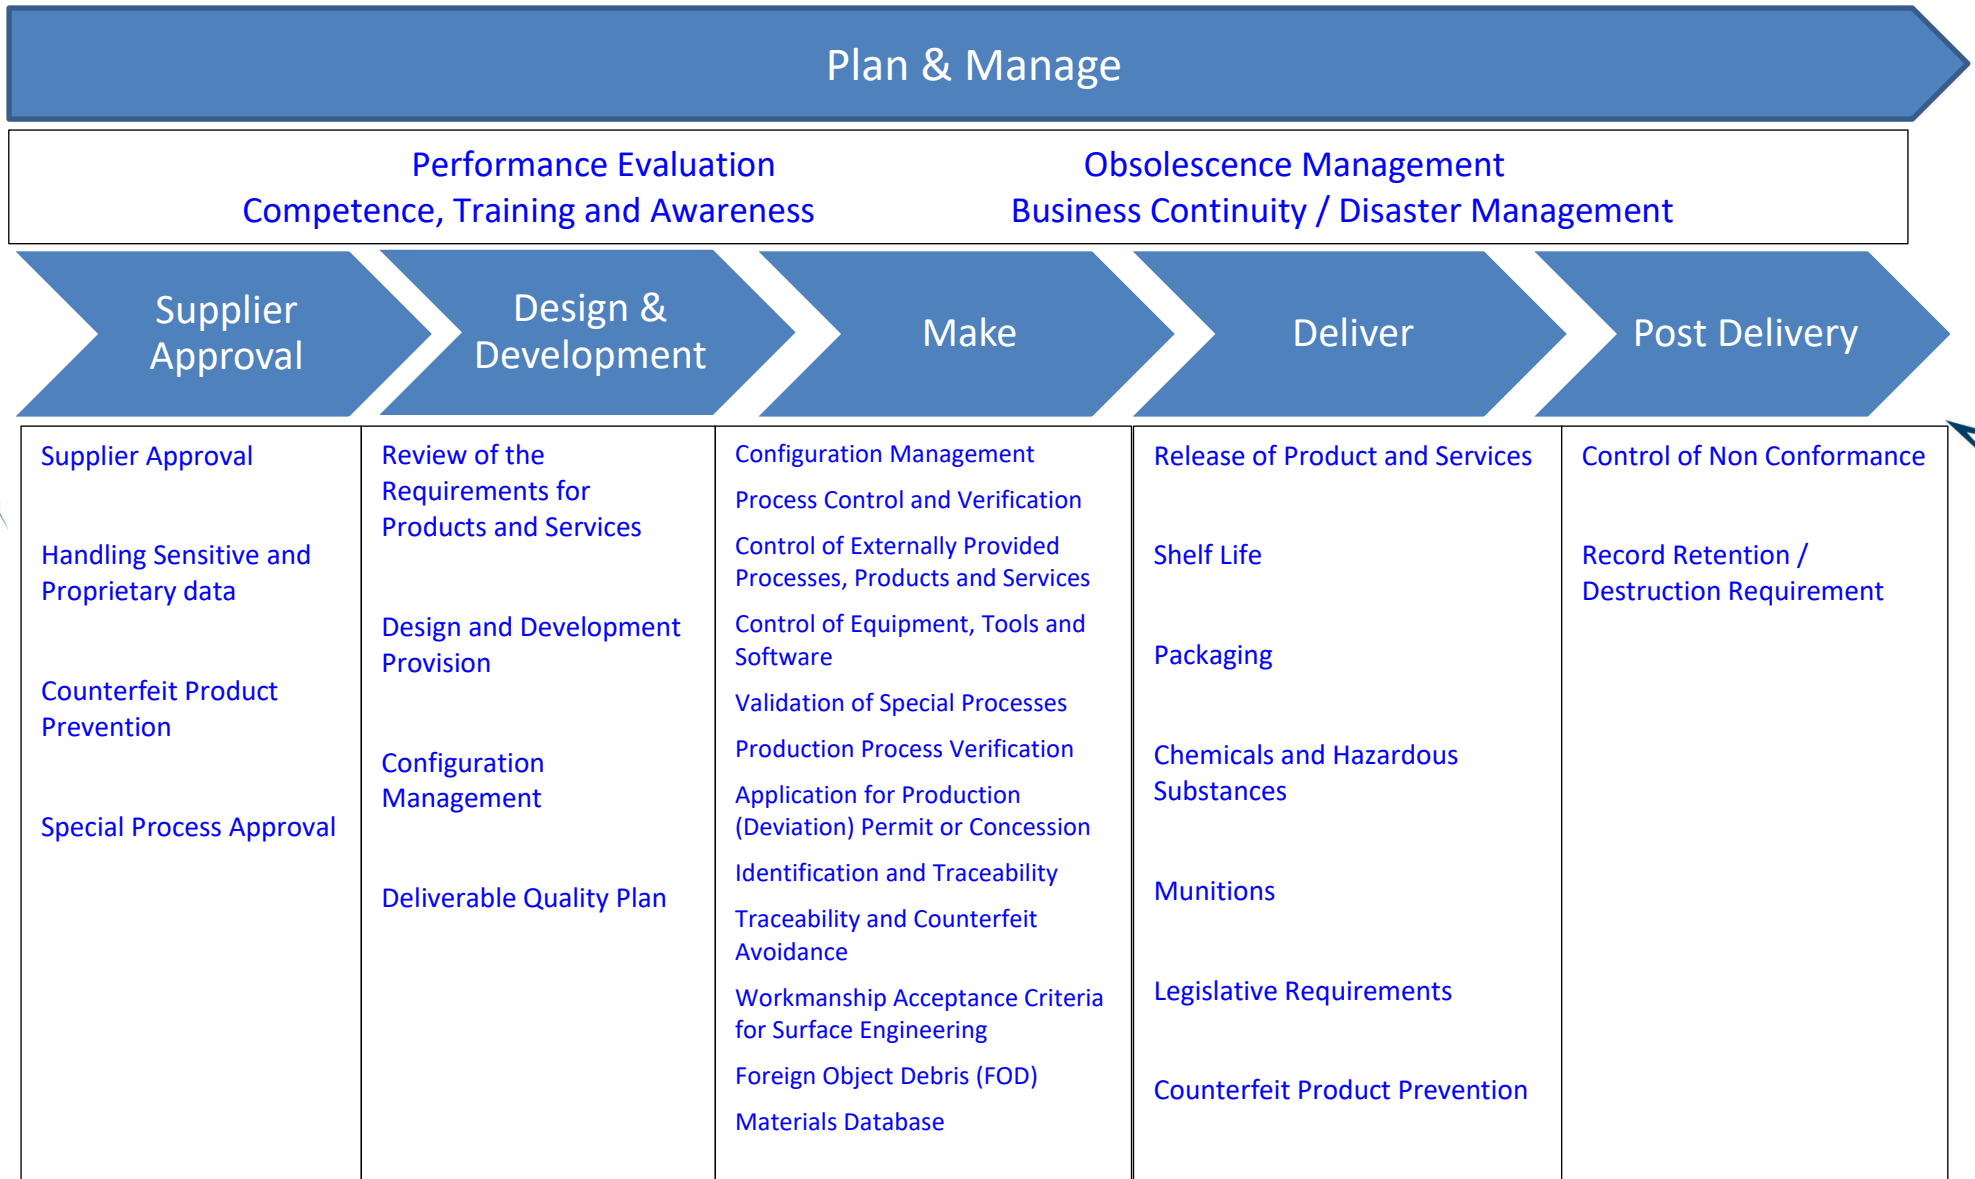 Plan & Manage
Performance Evaluation
Competence, Training and Awareness
Obsolescence Management
Business Continuity / Disaster Management
Supplier
Approval
Design &
Development
Make
Deliver
Post Delivery
Supplier Approval
Handling Sensitive and
Proprietary data
Counterfeit Product
Prevention
Special Process Approval
Review of the
Requirements for
Products and Services
Design and Development
Provision
Configuration
Management
Deliverable Quality Plan
Configuration Management
Process Control and Verification
Control of Externally Provided
Processes, Products and Services
Control of Equipment, Tools and
Software
Validation of Special Processes
Production Process Verification
Application for Production
(Deviation) Permit or Concession
Identification and Traceability
Traceability and Counterfeit
Avoidance
Workmanship Acceptance Criteria
for Surface Engineering
Foreign Object Debris (FOD)
Materials Database
Release of Product and Services
Shelf Life
Packaging
Chemicals and Hazardous
Substances
Munitions
Legislative Requirements
Counterfeit Product Prevention
Control of Non Conformance
Record Retention /
Destruction Requirement